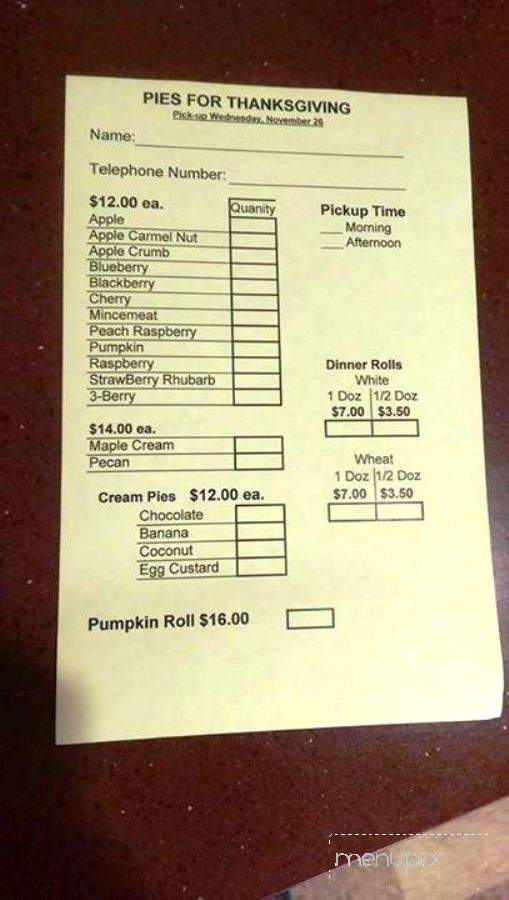 PIES FOR THANKSGIVING
Pick-up Wednesday, November 26
Name:
Telephone Number:
$12.00 ea.
Quanity
Apple
Apple Carmel Nut
Apple Crumb
Blueberry
Blackberry
Cherry
Mincemeat
Peach Raspberry
Pumpkin
Raspberry
StrawBerry Rhubarb
3-Berry
$14.00 ea.
Maple Cream
Pecan
Cream Pies $12.00 ea.
Chocolate
Banana
Coconut
Egg Custard
Pumpkin Roll $16.00
Pickup Time
___ Morning
___ Afternoon
Dinner Rolls
White
1 Doz 1/2 Doz
$7.00 $3.50
Wheat
1 Doz 1/2 Doz
$7.00 $3.50
menupix